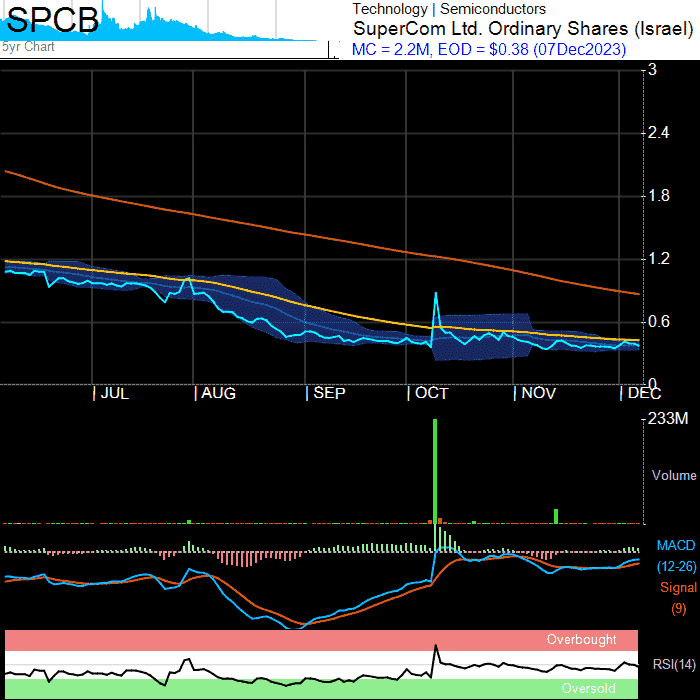 SPCB
5yr Chart
Technology | Semiconductors
SuperCom Ltd. Ordinary Shares (Israel)
MC = 2.2M, EOD = $0.38 (07Dec2023)
3
2.4
1.8
1.2
0.6
0
JUL AUG SEP OCT NOV DEC
233M
Volume
MACD
(12-26)
Signal
(9)
Overbought
RSI(14)
Oversold